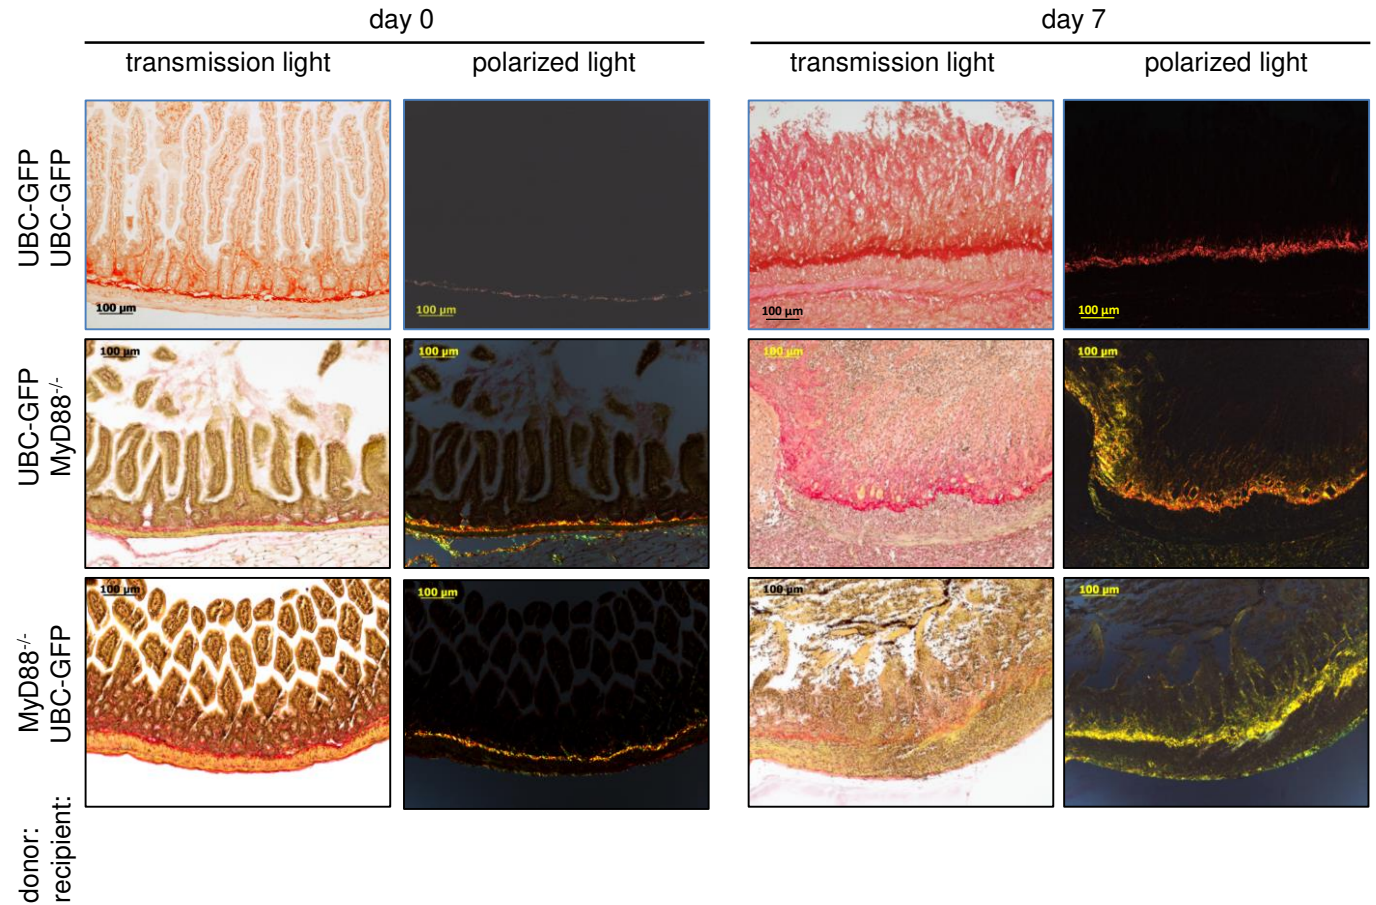 day 0
day 7
transmission light
polarized light
transmission light
polarized light
UBC-GFP
UBC-GFP
100 µm
100 µm
100 µm
100 µm
UBC-GFP
MyD88-/-
100 µm
100 µm
100 µm
100 µm
MyD88-/-
UBC-GFP
100 µm
100 µm
100 µm
100 µm
donor:
recipient: